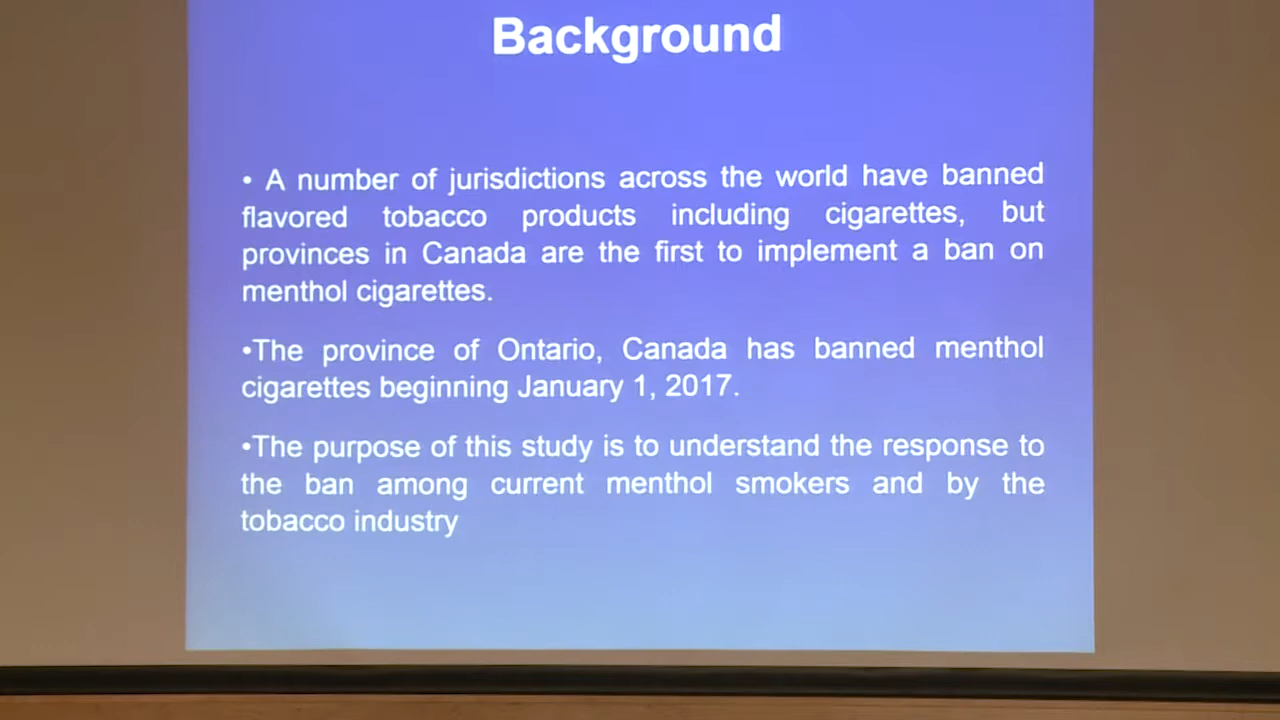 Background
• A number of jurisdictions across the world have banned
flavored tobacco products including cigarettes, but
provinces in Canada are the first to implement a ban on
menthol cigarettes.
•The province of Ontario, Canada has banned menthol
cigarettes beginning January 1, 2017.
•The purpose of this study is to understand the response to
the ban among current menthol smokers and by the
tobacco industry